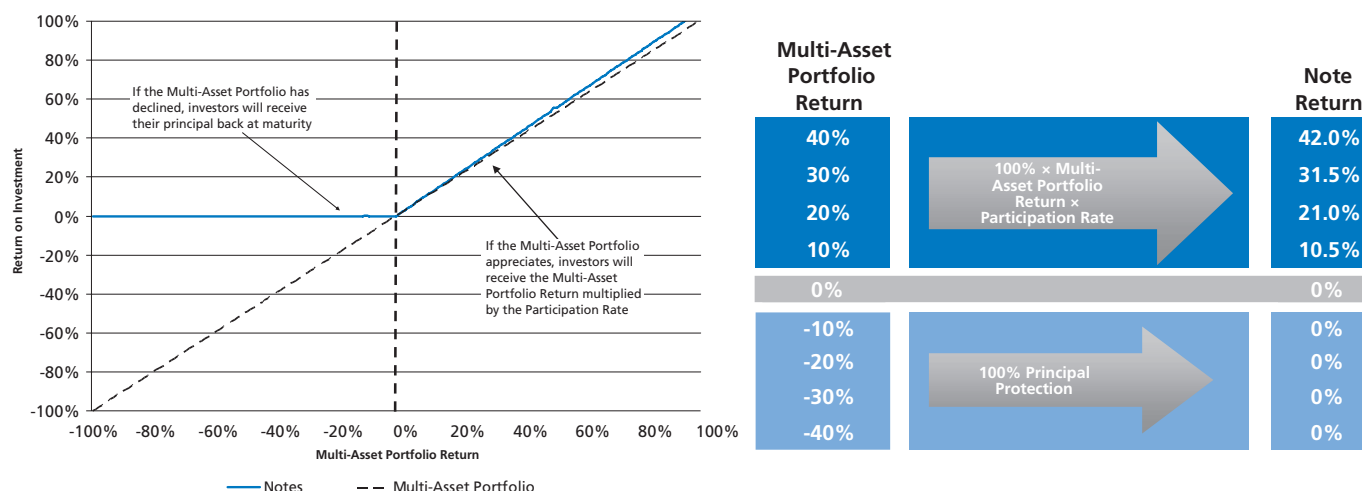 100%
80%
60%
40%
20%
0%
-20%
-40%
-60%
-80%
-100%
Return on Investment
If the Multi-Asset Portfolio has
declined, investors will receive
their principal back at maturity
If the Multi-Asset Portfolio
appreciates, investors will
receive the Multi-Asset
Portfolio Return multiplied
by the Participation Rate
-100% -80% -60% -40% -20% 0% 20% 40% 60% 80% 100%
Multi-Asset Portfolio Return
Notes Multi-Asset Portfolio
Multi-Asset
Portfolio
Return
Note
Return
40% 42.0%
30% 31.5%
20% 21.0%
10% 10.5%
100% × Multi-
Asset Portfolio
Return ×
Participation Rate
0% 0%
-10% 0%
-20% 0%
-30% 0%
-40% 0%
100% Principal
Protection